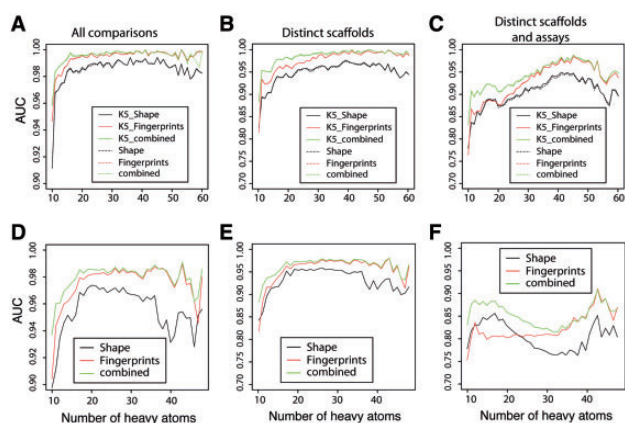 A
All comparisons
AUC
0.90 0.92 0.94 0.96 0.98 1.00
K5_Shape
K5_Fingerprints
K5_combined
Shape
Fingerprints
combined
10 20 30 40 50 60
B
Distinct scaffolds
0.70 0.75 0.80 0.85 0.90 0.95 1.00
K5_Shape
K5_Fingerprints
K5_combined
Shape
Fingerprints
combined
10 20 30 40 50 60
C
Distinct scaffolds
and assays
0.70 0.75 0.80 0.85 0.90 0.95 1.00
K5_Shape
K5_Fingerprints
K5_combined
Shape
Fingerprints
combined
10 20 30 40 50 60
D
AUC
0.90 0.92 0.94 0.96 0.98 1.00
Shape
Fingerprints
combined
10 20 30 40
Number of heavy atoms
E
0.70 0.75 0.80 0.85 0.90 0.95 1.00
Shape
Fingerprints
combined
10 20 30 40
Number of heavy atoms
F
0.70 0.75 0.80 0.85 0.90 0.95 1.00
Shape
Fingerprints
combined
10 20 30 40
Number of heavy atoms